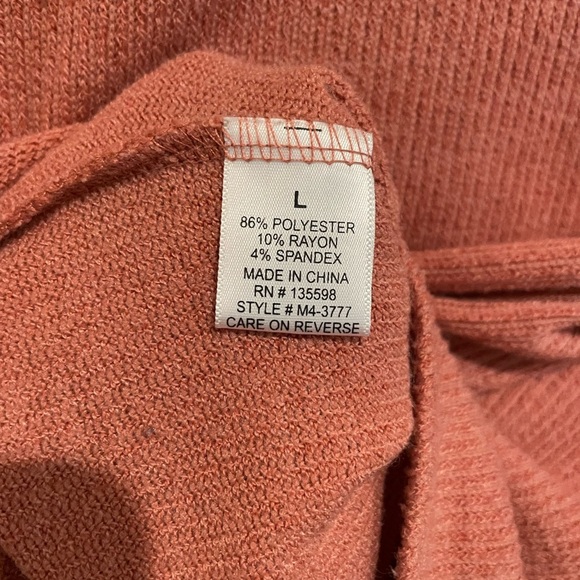 L
86% POLYESTER
10% RAYON
4% SPANDEX
MADE IN CHINA
RN # 135598
STYLE # M4-3777
CARE ON REVERSE